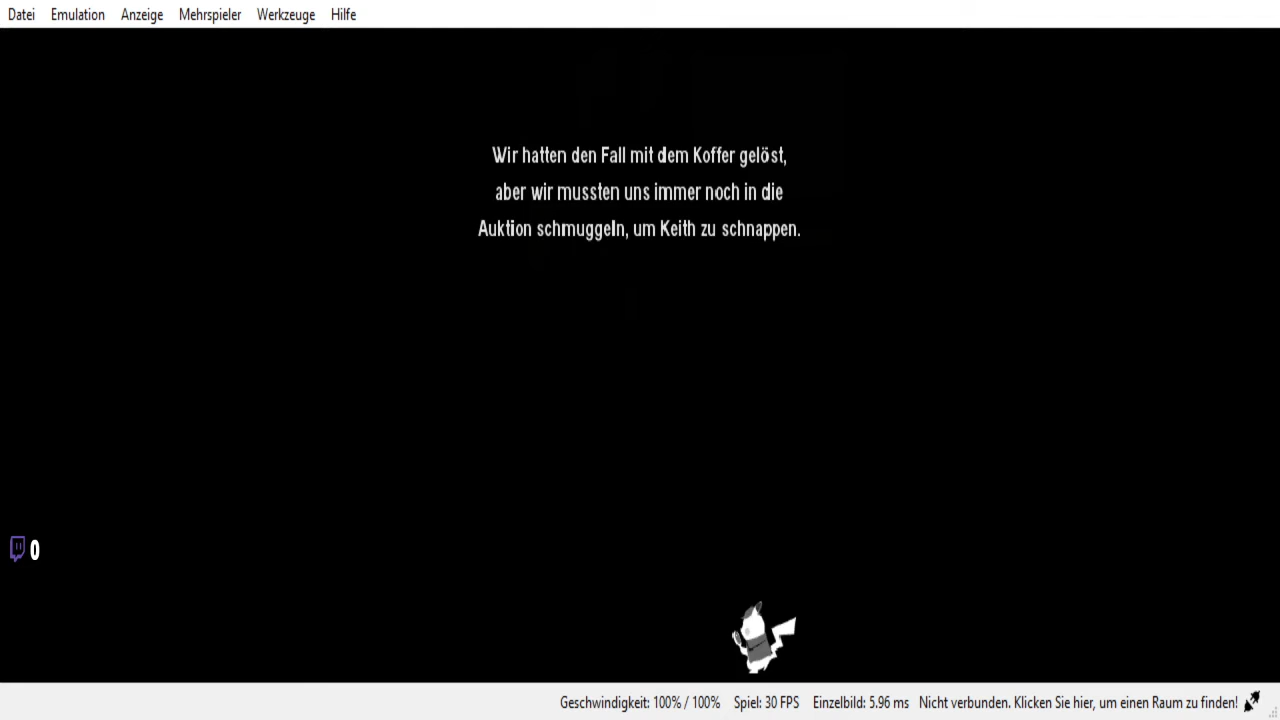 Datei Emulation Anzeige Mehrspieler Werkzeuge Hilfe
Wir hatten den Fall mit dem Koffer gelöst,
aber wir mussten uns immer noch in die
Auktion schmuggeln, um Keith zu schnappen.
0
Geschwindigkeit: 100% / 100% Spiel: 30 FPS Einzelbild: 5.96 ms Nicht verbunden. Klicken Sie hier, um einen Raum zu finden!